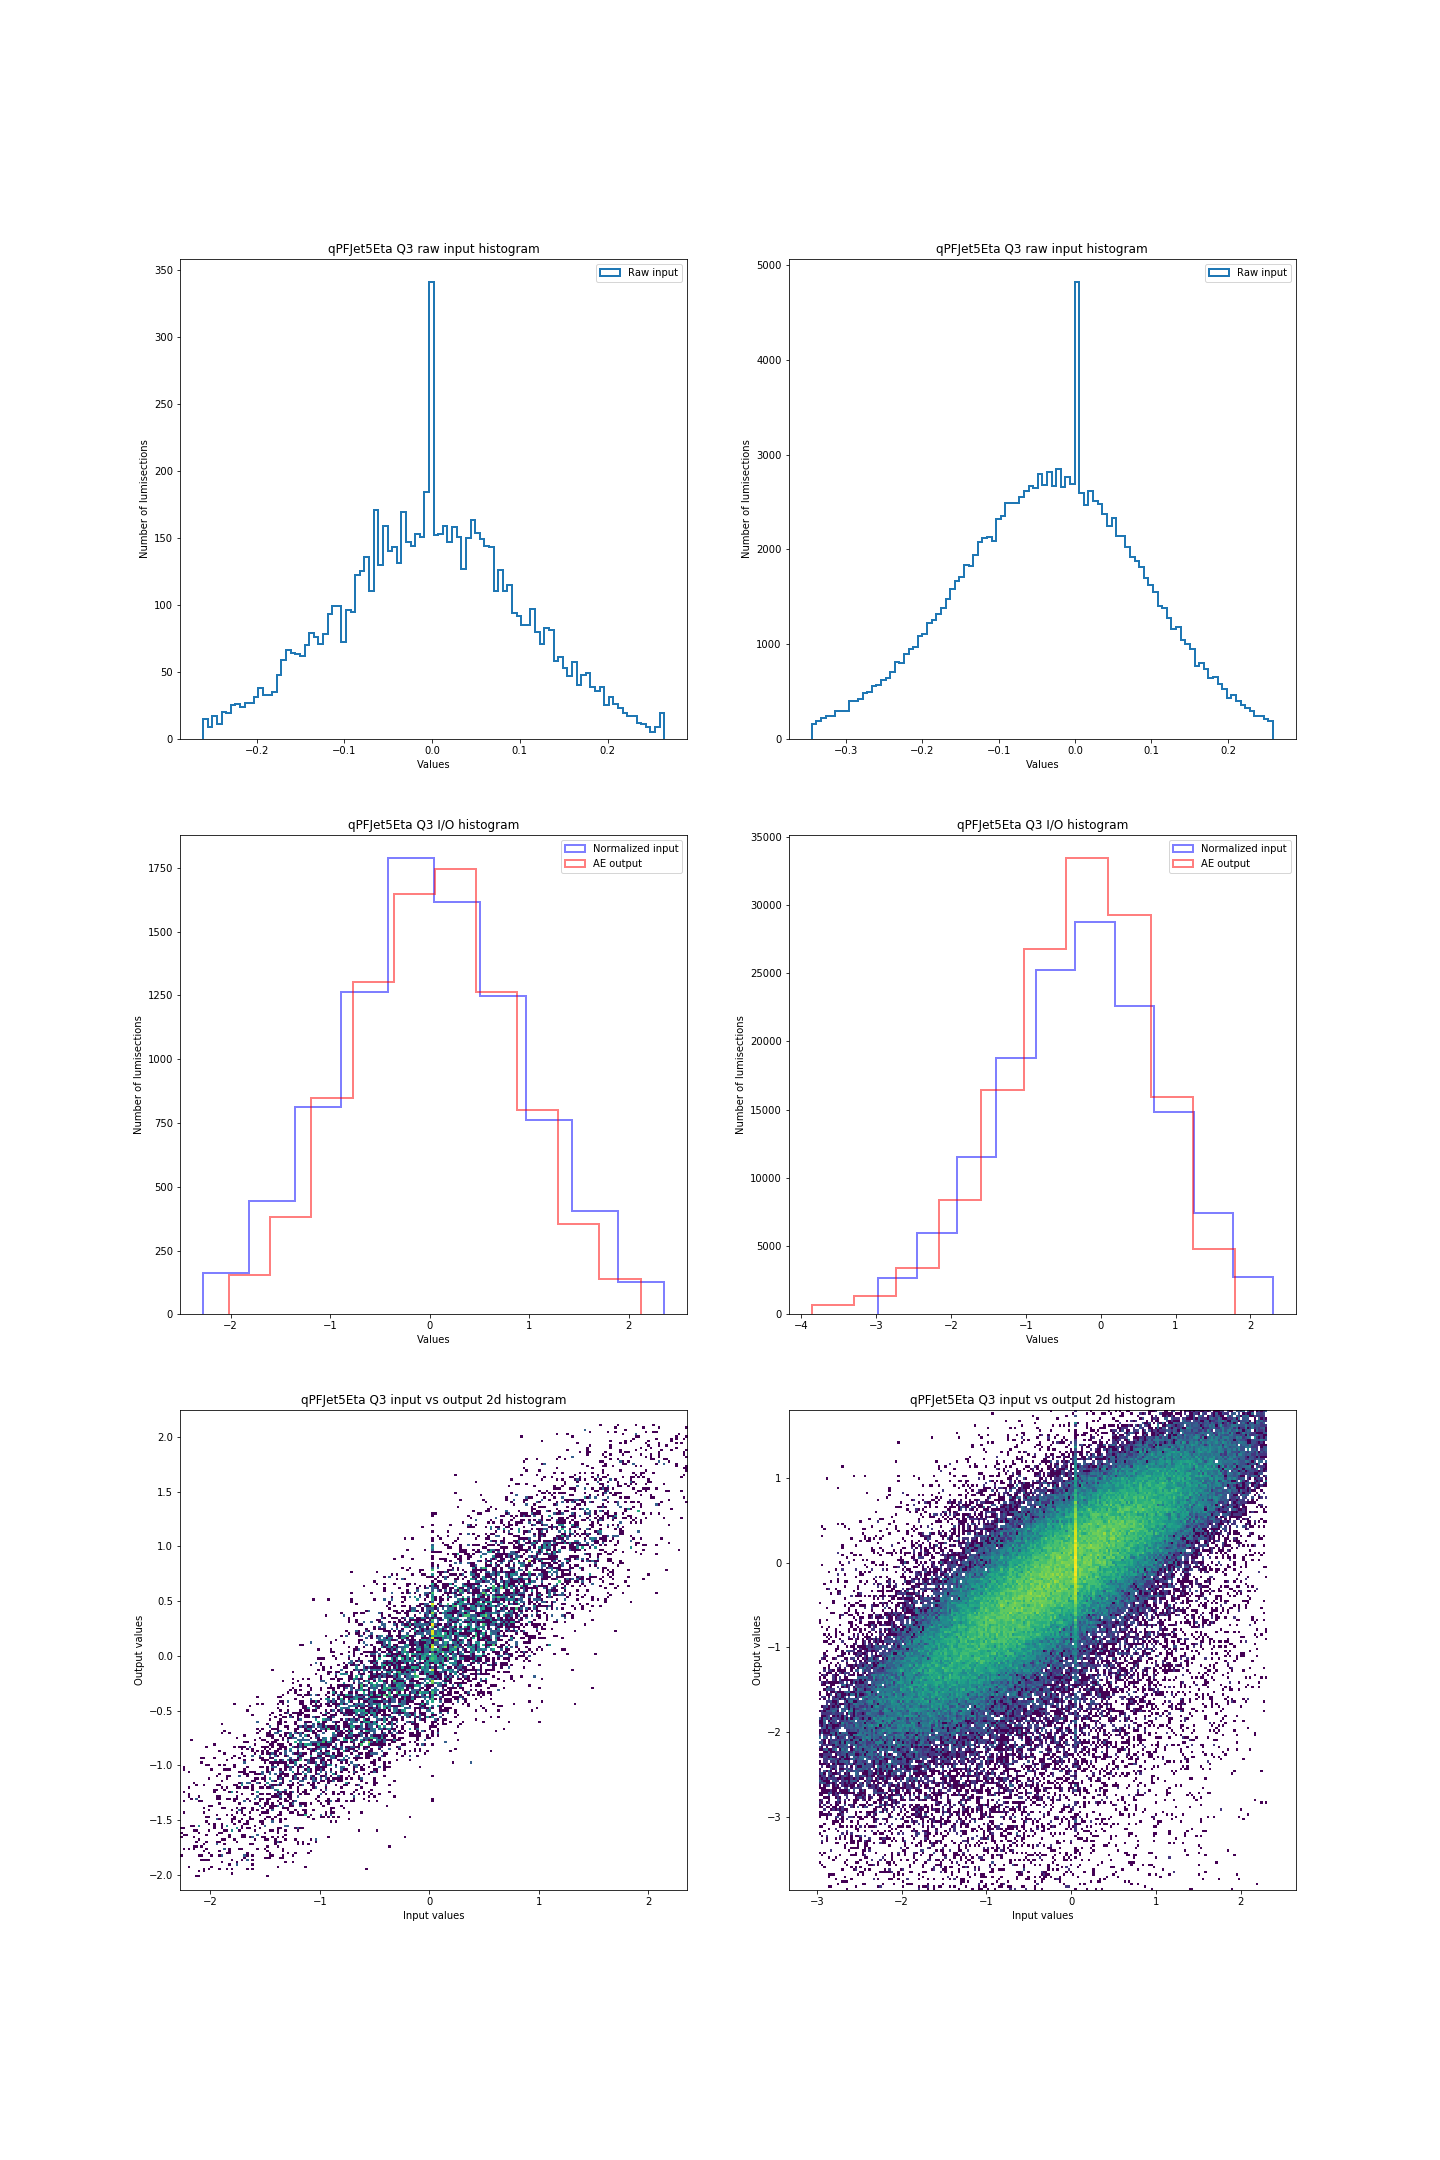 qPFJet5Eta Q3 raw input histogram
Raw input
350
300
250
200
150
100
50
0
Number of lumisections
−0.2 −0.1 0.0 0.1 0.2
Values
qPFJet5Eta Q3 raw input histogram
Raw input
5000
4000
3000
2000
1000
0
Number of lumisections
−0.3 −0.2 −0.1 0.0 0.1 0.2
Values
qPFJet5Eta Q3 I/O histogram
Normalized input
AE output
1750
1500
1250
1000
750
500
250
0
Number of lumisections
−2 −1 0 1 2
Values
qPFJet5Eta Q3 I/O histogram
Normalized input
AE output
35000
30000
25000
20000
15000
10000
5000
0
Number of lumisections
−4 −3 −2 −1 0 1 2
Values
qPFJet5Eta Q3 input vs output 2d histogram
2.0
1.5
1.0
0.5
0.0
−0.5
−1.0
−1.5
−2.0
Output values
−2 −1 0 1 2
Input values
qPFJet5Eta Q3 input vs output 2d histogram
1
0
−1
−2
−3
Output values
−3 −2 −1 0 1 2
Input values